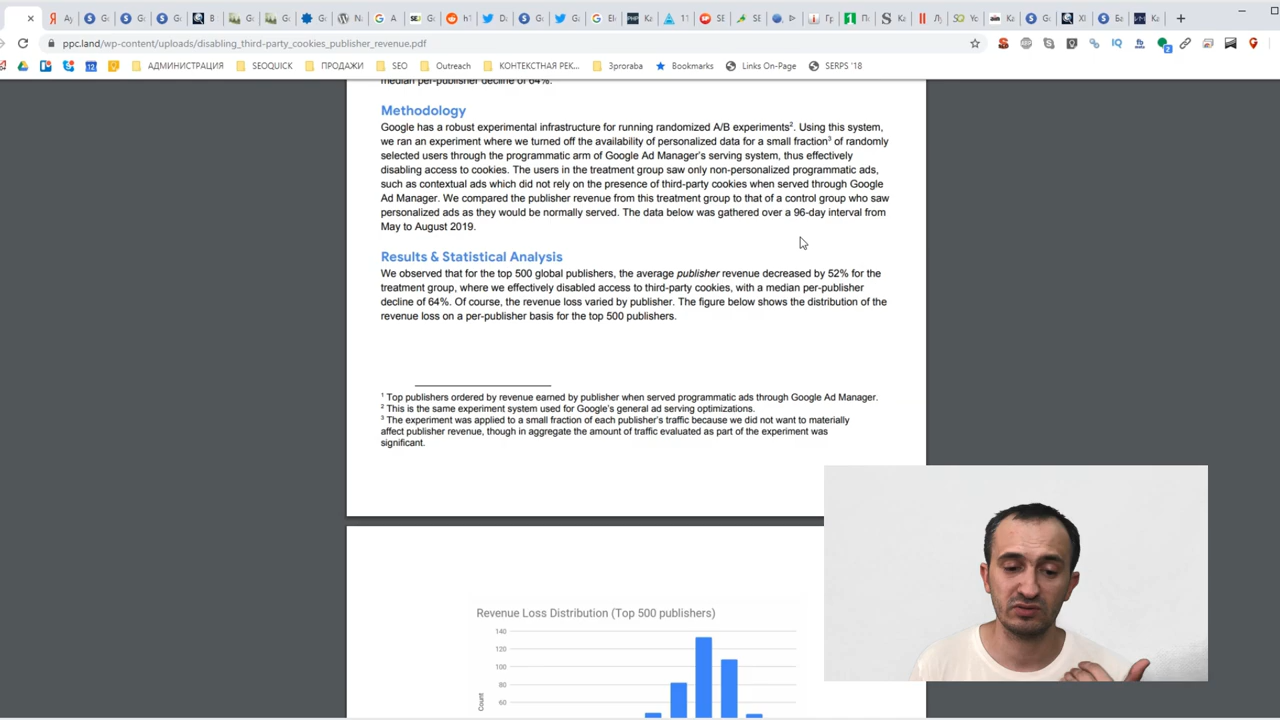 ppc.land/wp-content/uploads/disabling_third-party_cookies_publisher_revenue.pdf
АДМИНИСТРАЦИЯ SEOQUICK ПРОДАЖИ SEO Outreach КОНТЕКСТНАЯ РЕК... 3proraba Bookmarks Links On-Page SERPS '18
median per-publisher decline of 64%.
Methodology
Google has a robust experimental infrastructure for running randomized A/B experiments². Using this system,
we ran an experiment where we turned off the availability of personalized data for a small fraction³ of randomly
selected users through the programmatic arm of Google Ad Manager's serving system, thus effectively
disabling access to cookies. The users in the treatment group saw only non-personalized programmatic ads,
such as contextual ads which did not rely on the presence of third-party cookies when served through Google
Ad Manager. We compared the publisher revenue from this treatment group to that of a control group who saw
personalized ads as they would be normally served. The data below was gathered over a 96-day interval from
May to August 2019.
Results & Statistical Analysis
We observed that for the top 500 global publishers, the average publisher revenue decreased by 52% for the
treatment group, where we effectively disabled access to third-party cookies, with a median per-publisher
decline of 64%. Of course, the revenue loss varied by publisher. The figure below shows the distribution of the
revenue loss on a per-publisher basis for the top 500 publishers.
¹ Top publishers ordered by revenue earned by publisher when served programmatic ads through Google Ad Manager.
² This is the same experiment system used for Google's general ad serving optimizations.
³ The experiment was applied to a small fraction of each publisher's traffic because we did not want to materially
affect publisher revenue, though in aggregate the amount of traffic evaluated as part of the experiment was
significant.
Revenue Loss Distribution (Top 500 publishers)
140
120
100
80
60
Count